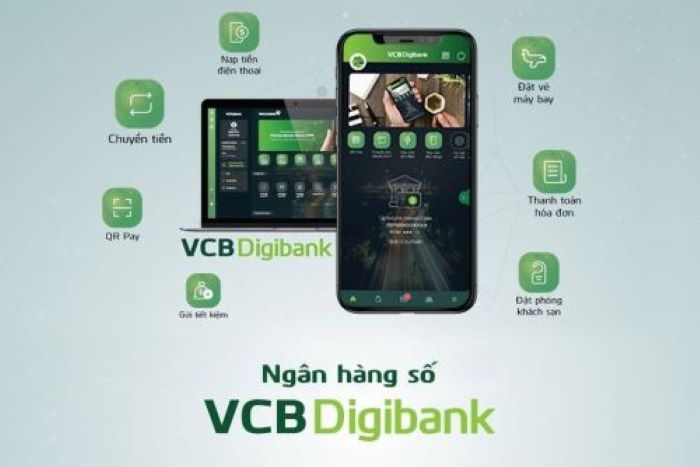 Nạp tiền
điện thoại
Chuyển tiền
QR Pay
Gửi tiết kiệm
VCB Digibank
VCB Digibank
Đặt vé
máy bay
Thanh toán
hóa đơn
Đặt phòng
khách sạn
Ngân hàng số
VCB Digibank